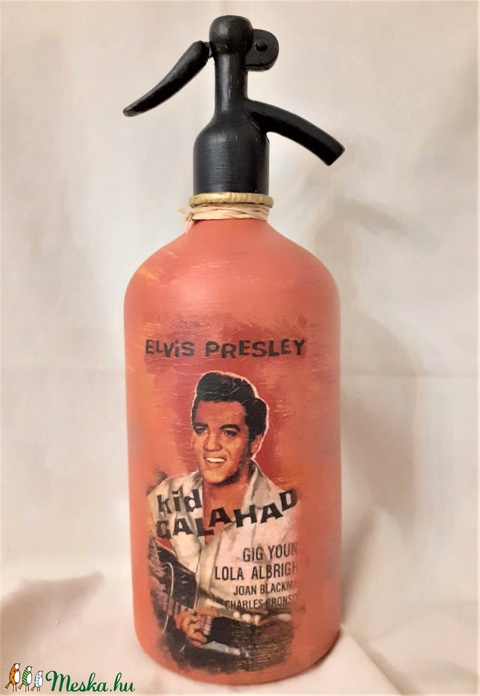 ELViS PRESLEY
kid
GALAHAD
GiG YOUN
LOLA ALBRIGH
JOAN BLACKMA
CHARLES BRONSO
Meska.hu